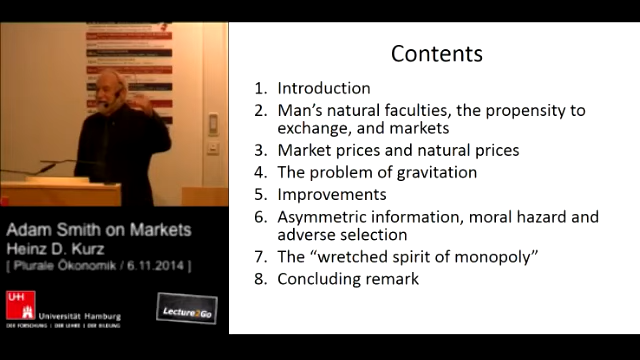 Contents
1. Introduction
2. Man's natural faculties, the propensity to
exchange, and markets
3. Market prices and natural prices
4. The problem of gravitation
5. Improvements
6. Asymmetric information, moral hazard and
adverse selection
7. The “wretched spirit of monopoly”
8. Concluding remark
Adam Smith on Markets
Heinz D. Kurz
[ Plurale Ökonomik / 6.11.2014 ]
UH
Universität Hamburg
DER FORSCHUNG | DER LEHRE | DER BILDUNG
Lecture2Go